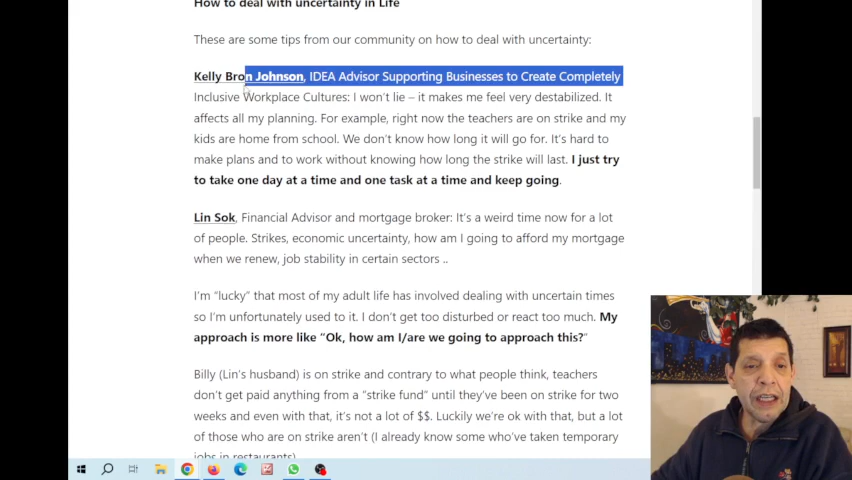 How to deal with uncertainty in Life
These are some tips from our community on how to deal with uncertainty:
Kelly Bron Johnson, IDEA Advisor Supporting Businesses to Create Completely
Inclusive Workplace Cultures: I won't lie – it makes me feel very destabilized. It
affects all my planning. For example, right now the teachers are on strike and my
kids are home from school. We don't know how long it will go for. It's hard to
make plans and to work without knowing how long the strike will last. I just try
to take one day at a time and one task at a time and keep going.
Lin Sok, Financial Advisor and mortgage broker: It's a weird time now for a lot
of people. Strikes, economic uncertainty, how am I going to afford my mortgage
when we renew, job stability in certain sectors ..
I'm "lucky" that most of my adult life has involved dealing with uncertain times
so I'm unfortunately used to it. I don't get too disturbed or react too much. My
approach is more like "Ok, how am I/are we going to approach this?"
Billy (Lin's husband) is on strike and contrary to what people think, teachers
don't get paid anything from a "strike fund" until they've been on strike for two
weeks and even with that, it's not a lot of $$. Luckily we're ok with that, but a lot
of those who are on strike aren't (I already know some who've taken temporary
jobs in restaurants)